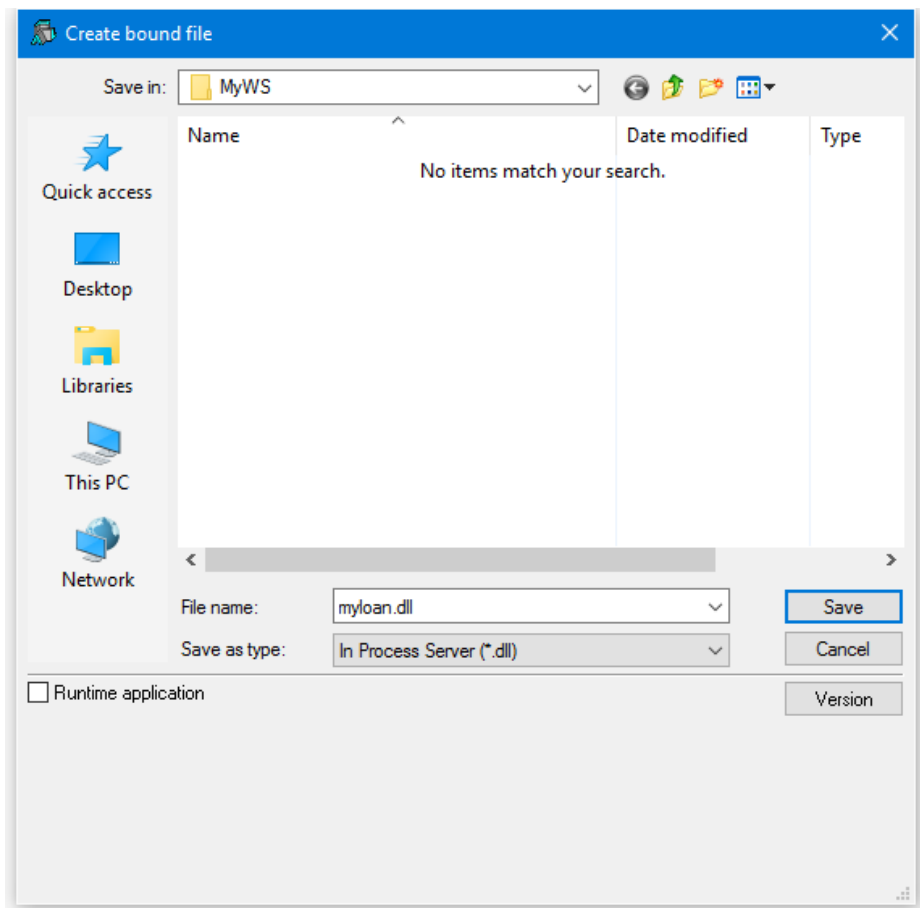 Create bound file
Save in: MyWS
Name Date modified Type
No items match your search.
Quick access
Desktop
Libraries
This PC
Network
File name: myloan.dll Save
Save as type: In Process Server (*.dll) Cancel
Runtime application Version